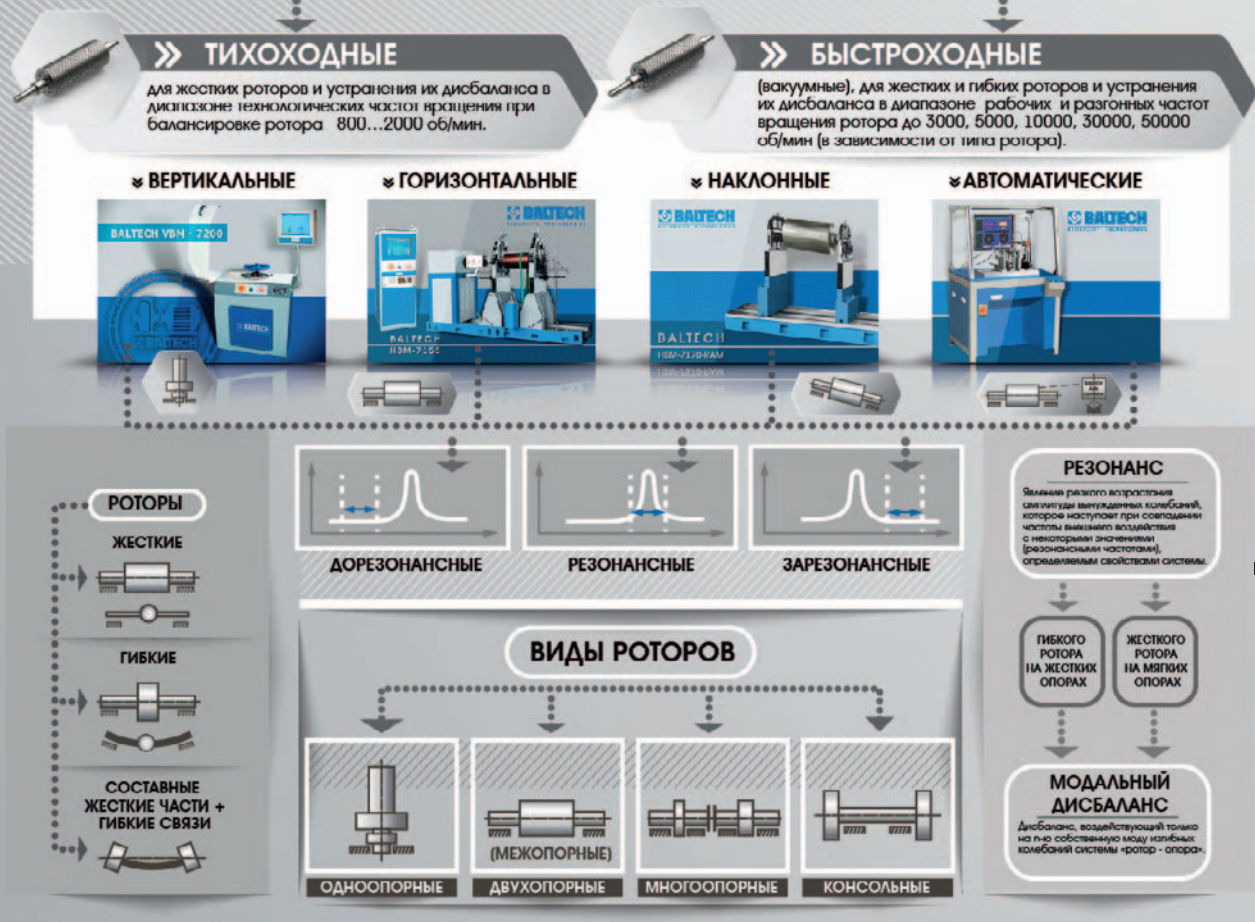 ТИХОХОДНЫЕ
для жестких роторов и устранения их дисбаланса в
диапазоне технологических частот вращения при
балансировке ротора 800...2000 об/мин.
БЫСТРОХОДНЫЕ
(вакуумные), для жестких и гибких роторов и устранения
их дисбаланса в диапазоне рабочих и разгонных частот
вращения ротора до 3000, 5000, 10000, 30000, 50000
об/мин (в зависимости от типа ротора).
ВЕРТИКАЛЬНЫЕ
ГОРИЗОНТАЛЬНЫЕ
НАКЛОННЫЕ
АВТОМАТИЧЕСКИЕ
BALTECH VBM - 7200
BALTECH
BALTECH
BALTECH
BALTECH
BALTECH
BALTECH
BALTECH
HBM-7170-RAM
РОТОРЫ
ЖЕСТКИЕ
ГИБКИЕ
СОСТАВНЫЕ
ЖЕСТКИЕ ЧАСТИ +
ГИБКИЕ СВЯЗИ
ДОРЕЗОНАНСНЫЕ
РЕЗОНАНСНЫЕ
ЗАРЕЗОНАНСНЫЕ
ВИДЫ РОТОРОВ
(МЕЖОПОРНЫЕ)
ОДНООПОРНЫЕ
ДВУХОПОРНЫЕ
МНОГООПОРНЫЕ
КОНСОЛЬНЫЕ
РЕЗОНАНС
Явление резкого возрастания
амплитуды вынужденных колебаний,
которое наступает при совпадении
частоты внешнего воздействия
с некоторыми значениями
(резонансными частотами),
определяемым свойствами системы.
ГИБКОГО
РОТОРА
НА ЖЕСТКИХ
ОПОРАХ
ЖЕСТКОГО
РОТОРА
НА МЯГКИХ
ОПОРАХ
МОДАЛЬНЫЙ
ДИСБАЛАНС
Дисбаланс, воздействующий только
на n-ю собственную моду изгибных
колебаний системы «ротор - опора».